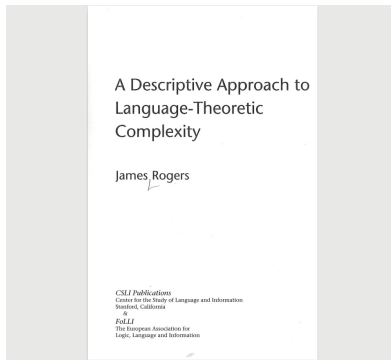 A Descriptive Approach to
Language-Theoretic
Complexity
James Rogers
CSLI Publications
Center for the Study of Language and Information
Stanford, California
&
FoLLI
The European Association for
Logic, Language and Information